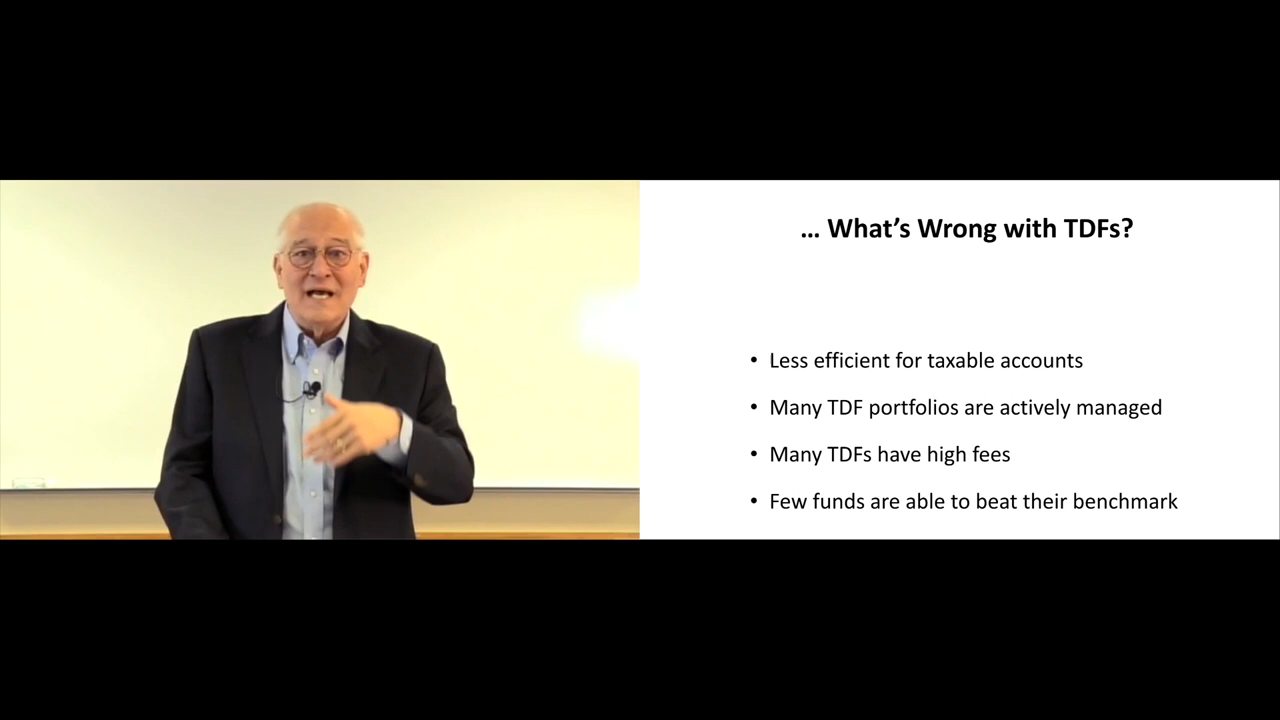 … What’s Wrong with TDFs?
• Less efficient for taxable accounts
• Many TDF portfolios are actively managed
• Many TDFs have high fees
• Few funds are able to beat their benchmark